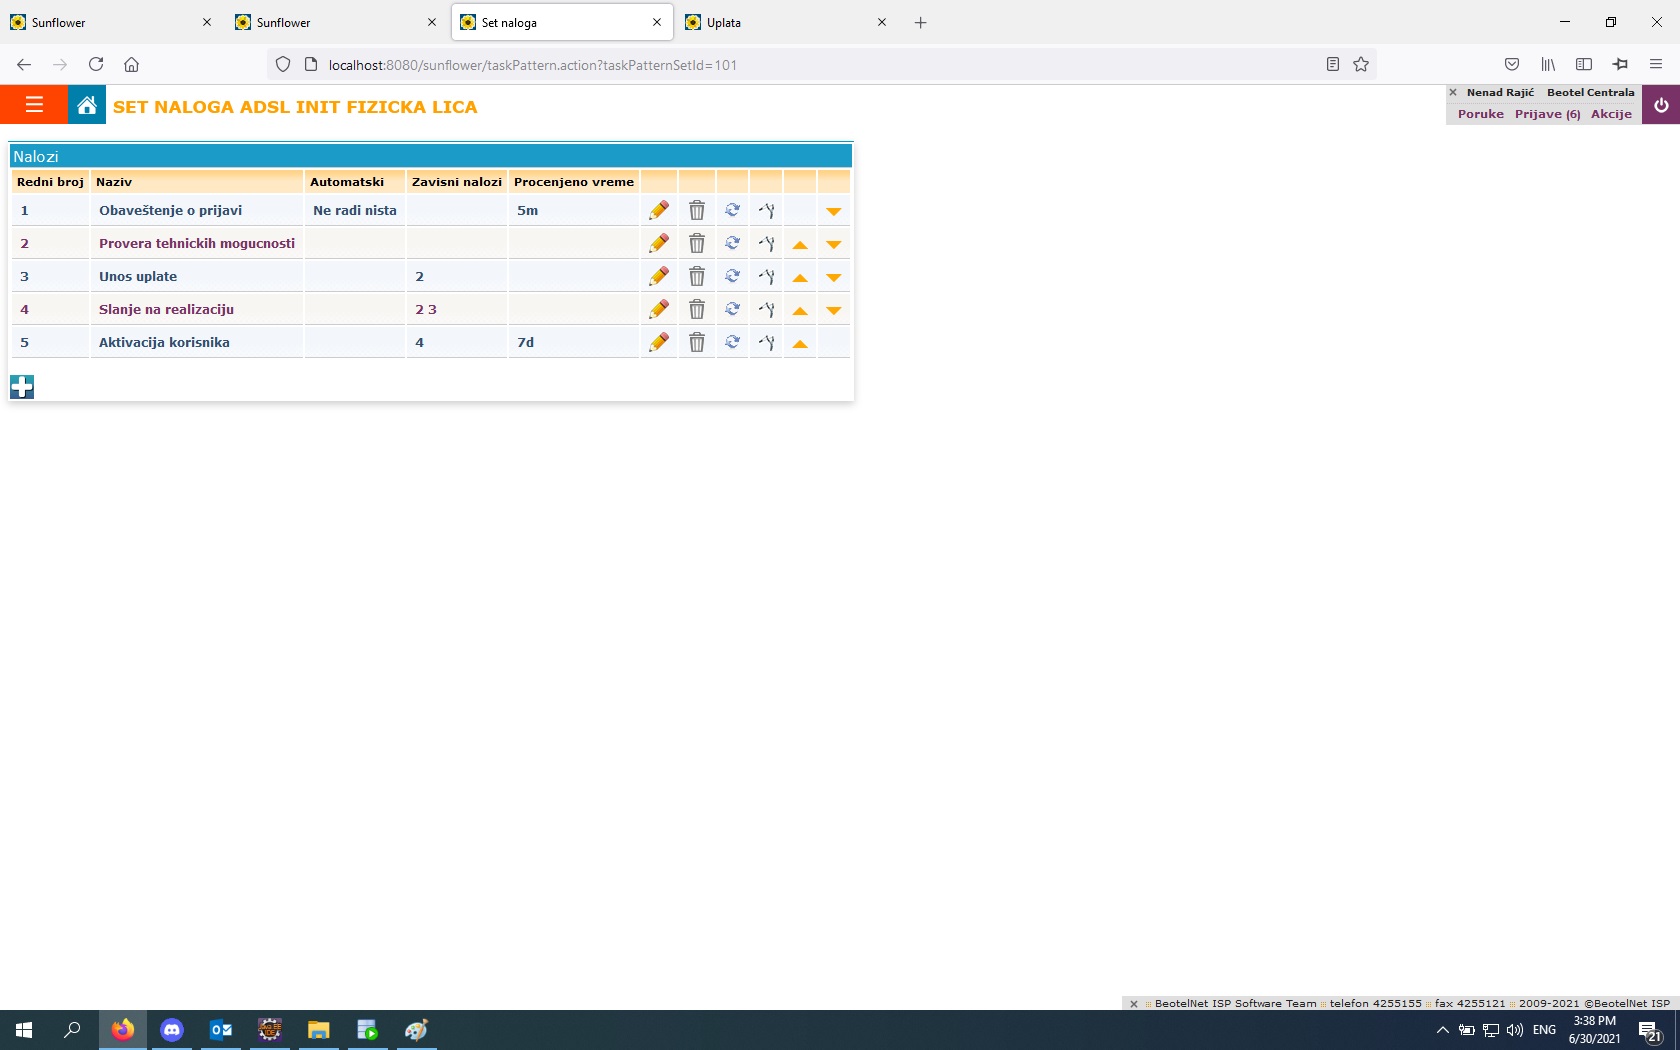 Sunflower
Sunflower
Set naloga
Uplata
localhost:8080/sunflower/taskPattern.action?taskPatternSetId=101
SET NALOGA ADSL INIT FIZICKA LICA
Nenad Rajić Beotel Centrala
Poruke Prijave (6) Akcije
Nalozi
Redni broj Naziv Automatski Zavisni nalozi Procenjeno vreme
1 Obaveštenje o prijavi Ne radi nista 5m
2 Provera tehnickih mogucnosti
3 Unos uplate 2
4 Slanje na realizaciju 2 3
5 Aktivacija korisnika 4 7d
BeotelNet ISP Software Team :: telefon 4255155 :: fax 4255121 :: 2009-2021 ©BeotelNet ISP
ENG
3:38 PM
6/30/2021
21